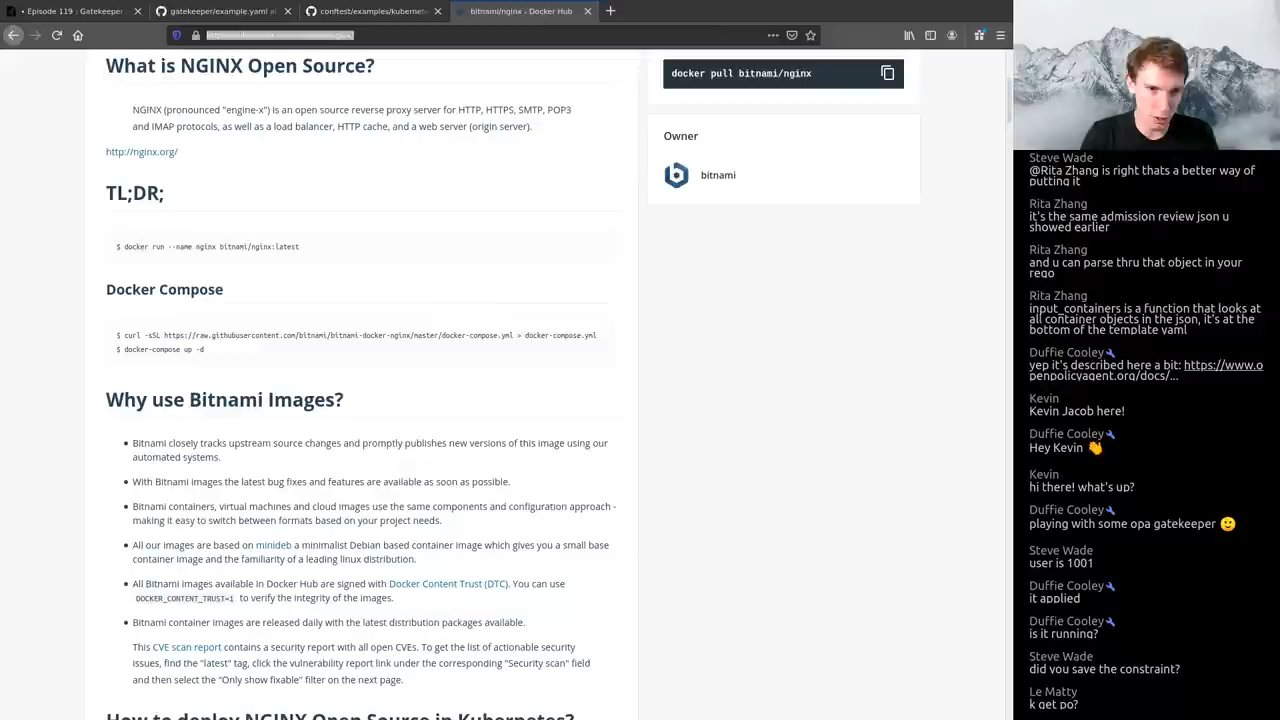 • Episode 119 : Gatekeeper
gatekeeper/example.yaml a
conftest/examples/kubernet
bitnami/nginx - Docker Hub
What is NGINX Open Source?
NGINX (pronounced "engine-x") is an open source reverse proxy server for HTTP, HTTPS, SMTP, POP3
and IMAP protocols, as well as a load balancer, HTTP cache, and a web server (origin server).
http://nginx.org/
TL;DR;
$ docker run --name nginx bitnami/nginx:latest
Docker Compose
$ curl -sSL https://raw.githubusercontent.com/bitnami/bitnami-docker-nginx/master/docker-compose.yml > docker-compose.yml
$ docker-compose up -d
Why use Bitnami Images?
• Bitnami closely tracks upstream source changes and promptly publishes new versions of this image using our
automated systems.
• With Bitnami images the latest bug fixes and features are available as soon as possible.
• Bitnami containers, virtual machines and cloud images use the same components and configuration approach -
making it easy to switch between formats based on your project needs.
• All our images are based on minideb a minimalist Debian based container image which gives you a small base
container image and the familiarity of a leading linux distribution.
• All Bitnami images available in Docker Hub are signed with Docker Content Trust (DTC). You can use
DOCKER_CONTENT_TRUST=1 to verify the integrity of the images.
• Bitnami container images are released daily with the latest distribution packages available.
This CVE scan report contains a security report with all open CVEs. To get the list of actionable security
issues, find the "latest" tag, click the vulnerability report link under the corresponding "Security scan" field
and then select the "Only show fixable" filter on the next page.
How to deploy NGINX Open Source in Kubernetes?
docker pull bitnami/nginx
Owner
bitnami
Steve Wade
@Rita Zhang is right thats a better way of
putting it
Rita Zhang
it's the same admission review json u
showed earlier
Rita Zhang
and u can parse thru that object in your
rego
Rita Zhang
input_containers is a function that looks at
all container objects in the json, it's at the
bottom of the template yaml
Duffie Cooley
yep it's described here a bit: https://www.o
penpolicyagent.org/docs/...
Kevin
Kevin Jacob here!
Duffie Cooley
Hey Kevin 👋
Kevin
hi there! what's up?
Duffie Cooley
playing with some opa gatekeeper 🙂
Steve Wade
user is 1001
Duffie Cooley
it applied
Duffie Cooley
is it running?
Steve Wade
did you save the constraint?
Le Matty
k get po?